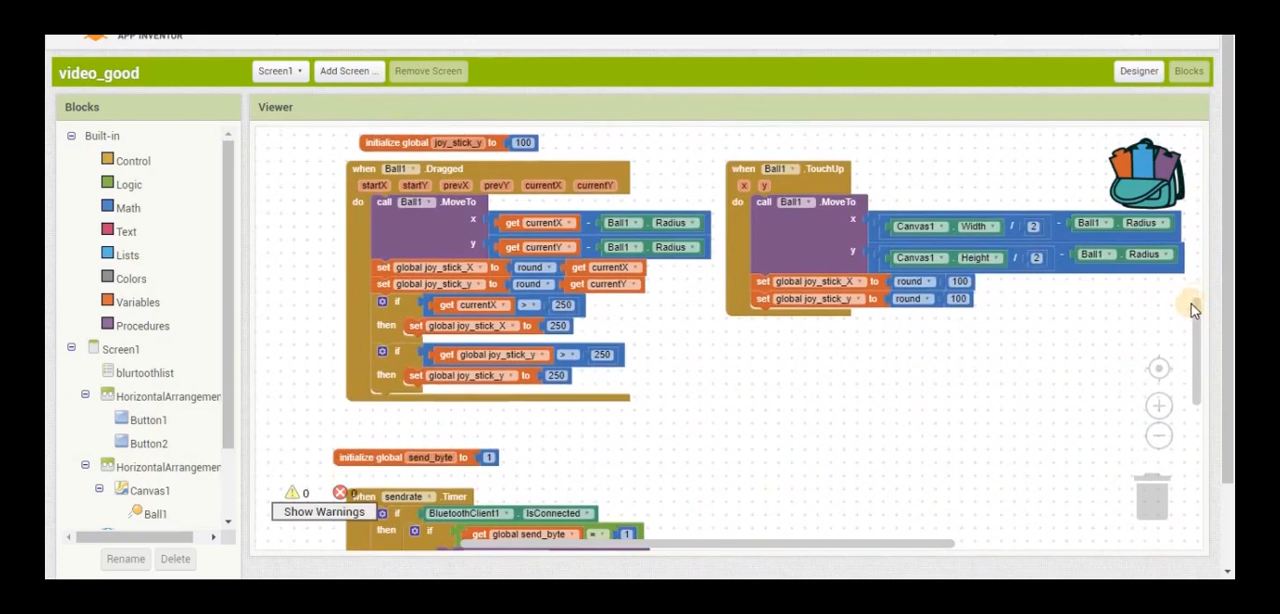 APP INVENTOR
video_good
Screen1
Add Screen ...
Remove Screen
Designer
Blocks
Blocks
Viewer
Built-in
Control
Logic
Math
Text
Lists
Colors
Variables
Procedures
Screen1
blurtoothlist
HorizontalArrangemer
Button1
Button2
HorizontalArrangemer
Canvas1
Ball1
Rename
Delete
initialize global joy_stick_y to 100
when Ball1 .Dragged
startX startY prevX prevY currentX currentY
do call Ball1 .MoveTo
x get currentX - Ball1 . Radius
y get currentY - Ball1 . Radius
set global joy_stick_X to round get currentX
set global joy_stick_y to round get currentY
if get currentX > 250
then set global joy_stick_X to 250
if get global joy_stick_y > 250
then set global joy_stick_y to 250
when Ball1 .TouchUp
x y
do call Ball1 .MoveTo
x Canvas1 . Width / 2 - Ball1 . Radius
y Canvas1 . Height / 2 - Ball1 . Radius
set global joy_stick_X to round 100
set global joy_stick_y to round 100
initialize global send_byte to 1
when sendrate .Timer
if BluetoothClient1 . IsConnected
then if get global send_byte = 1
0 0
Show Warnings